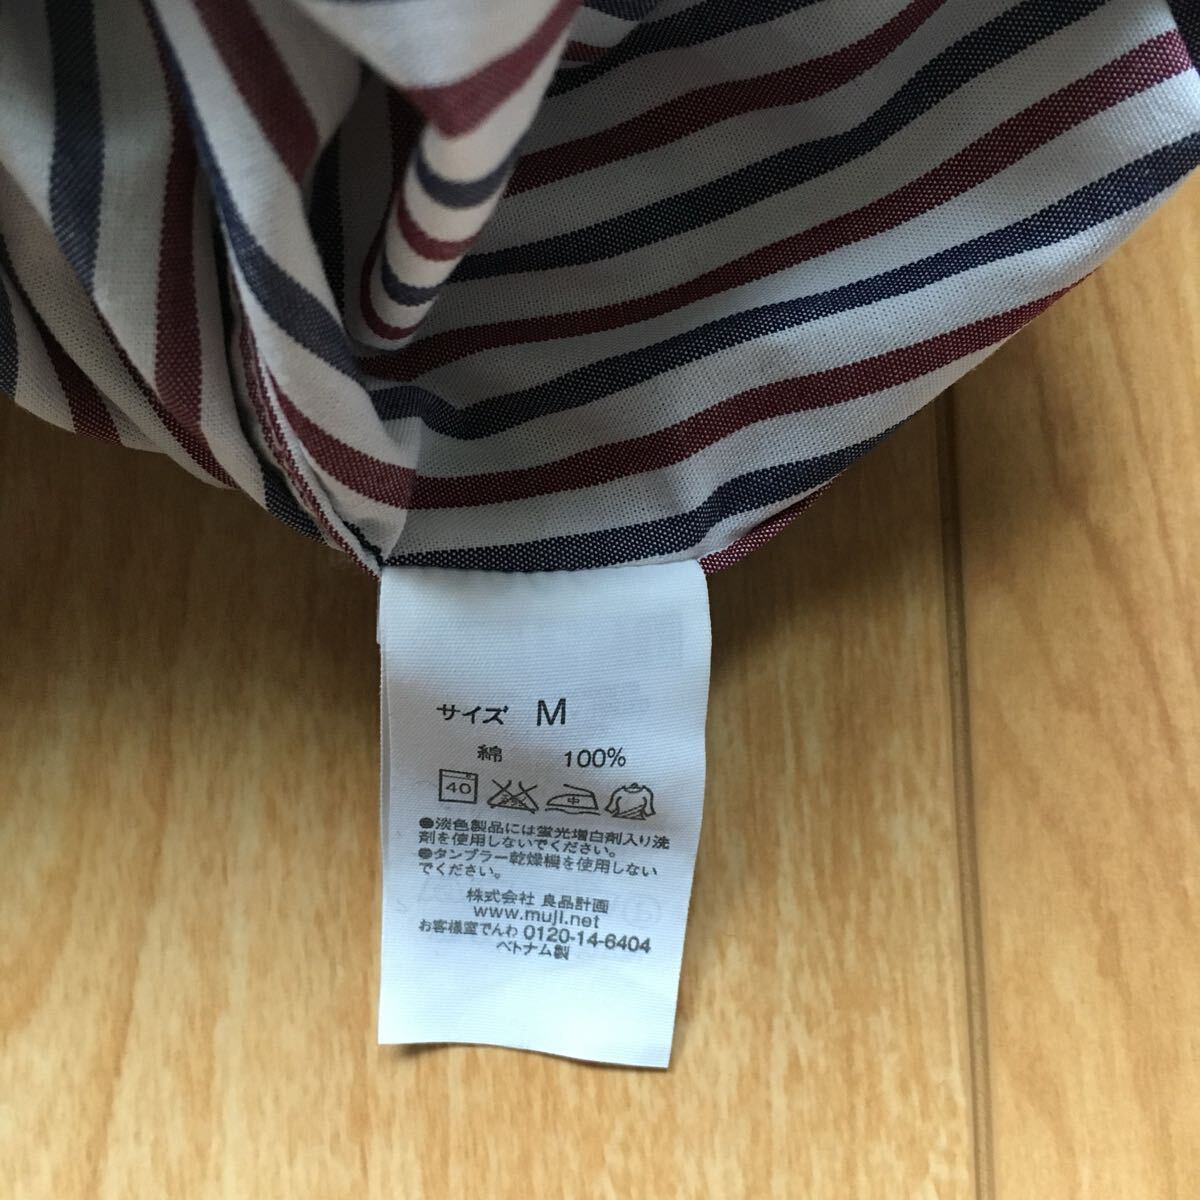 サイズ M
綿 100%
40 中
●淡色製品には蛍光増白剤入り洗
剤を使用しないでください。
●タンブラー乾燥機を使用しない
でください。
株式会社 良品計画
www.muji.net
お客様室でんわ 0120-14-6404
ベトナム製